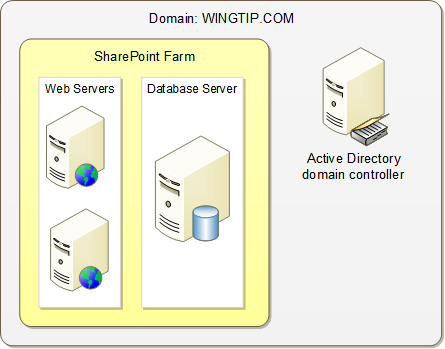 Domain: WINGTIP.COM
SharePoint Farm
Web Servers
Database Server
Active Directory
domain controller